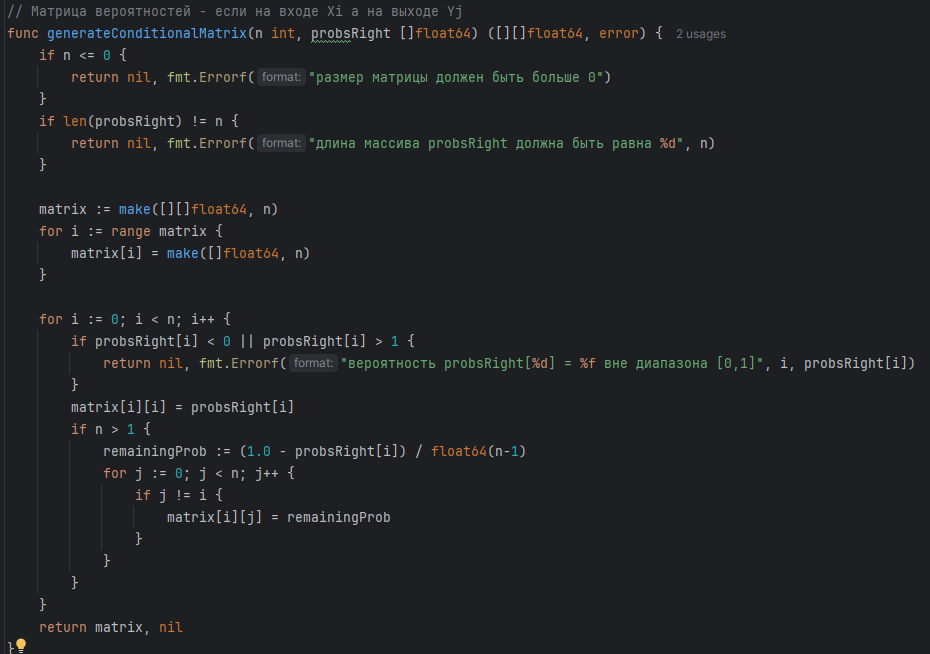 // Матрица вероятностей - если на входе Xi а на выходе Yj
func generateConditionalMatrix(n int, probsRight []float64) ([][]float64, error) {  2 usages
    if n <= 0 {
        return nil, fmt.Errorf( format: "размер матрицы должен быть больше 0")
    }
    if len(probsRight) != n {
        return nil, fmt.Errorf( format: "длина массива probsRight должна быть равна %d", n)
    }

    matrix := make([][]float64, n)
    for i := range matrix {
        matrix[i] = make([]float64, n)
    }

    for i := 0; i < n; i++ {
        if probsRight[i] < 0 || probsRight[i] > 1 {
            return nil, fmt.Errorf( format: "вероятность probsRight[%d] = %f вне диапазона [0,1]", i, probsRight[i])
        }
        matrix[i][i] = probsRight[i]
        if n > 1 {
            remainingProb := (1.0 - probsRight[i]) / float64(n-1)
            for j := 0; j < n; j++ {
                if j != i {
                    matrix[i][j] = remainingProb
                }
            }
        }
    }
    return matrix, nil
}